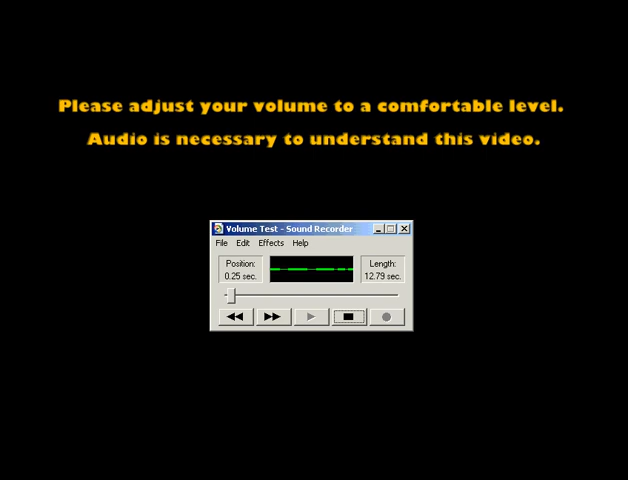 Please adjust your volume to a comfortable level.
Audio is necessary to understand this video.
Volume Test - Sound Recorder
File Edit Effects Help
Position: Length:
0.25 sec. 12.79 sec.